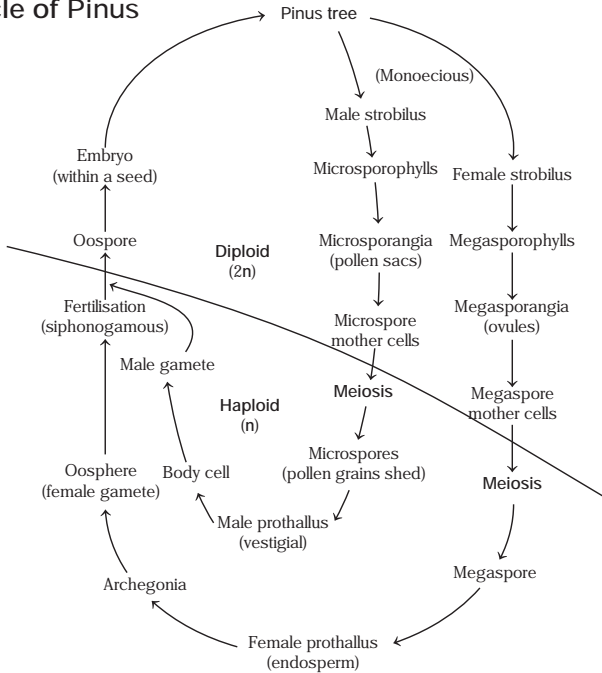 cle of Pinus
Pinus tree
(Monoecious)
Male strobilus
Embryo
(within a seed)
Microsporophylls
Female strobilus
Oospore
Diploid
(2n)
Microsporangia
(pollen sacs)
Megasporophylls
Fertilisation
(siphonogamous)
Microspore
mother cells
Megasporangia
(ovules)
Male gamete
Haploid
(n)
Meiosis
Megaspore
mother cells
Oosphere
(female gamete)
Body cell
Microspores
(pollen grains shed)
Meiosis
Male prothallus
(vestigial)
Archegonia
Megaspore
Female prothallus
(endosperm)